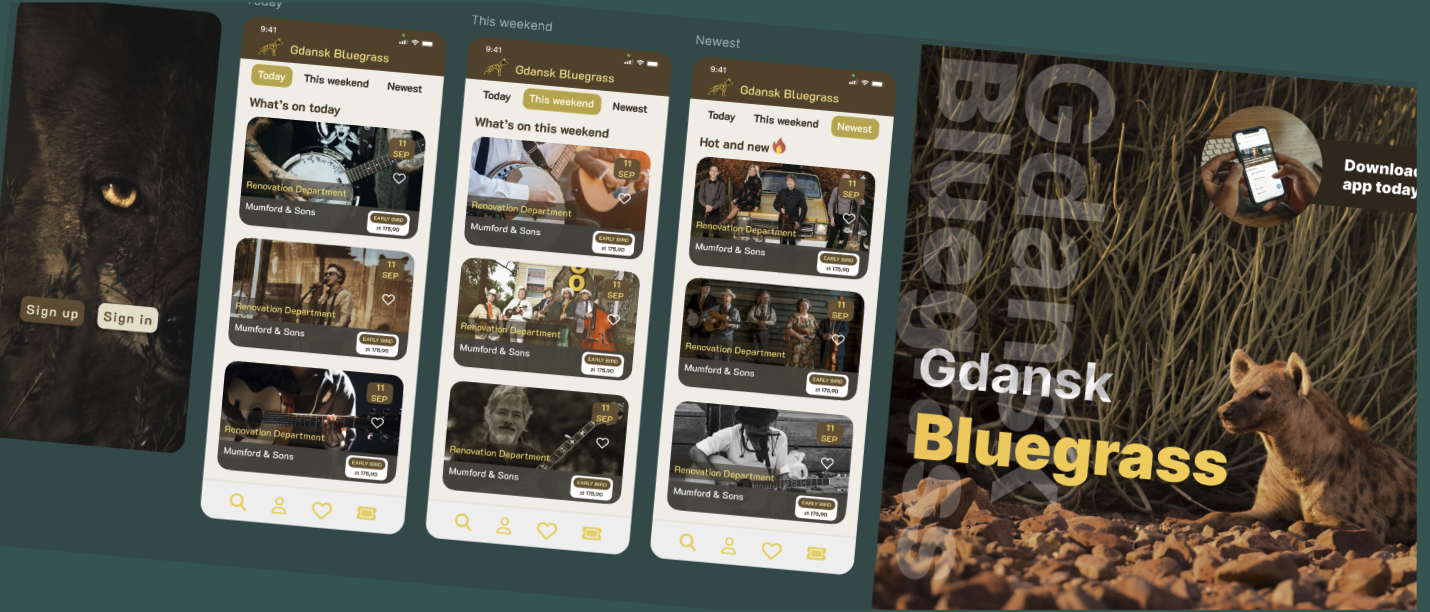 Today
Sign up
Sign in
9:41
Gdansk Bluegrass
Today
This weekend
Newest
What's on today
11
SEP
Renovation Department
Mumford & Sons
EARLY BIRD
zł 175,90
11
SEP
Renovation Department
Mumford & Sons
EARLY BIRD
zł 175,90
11
SEP
Renovation Department
Mumford & Sons
EARLY BIRD
zł 175,90
This weekend
9:41
Gdansk Bluegrass
Today
This weekend
Newest
What's on this weekend
11
SEP
Renovation Department
Mumford & Sons
EARLY BIRD
zł 175,90
11
SEP
Renovation Department
Mumford & Sons
EARLY BIRD
zł 175,90
11
SEP
Renovation Department
Mumford & Sons
EARLY BIRD
zł 175,90
Newest
9:41
Gdansk Bluegrass
Today
This weekend
Newest
Hot and new🔥
11
SEP
Renovation Department
Mumford & Sons
EARLY BIRD
zł 175,90
11
SEP
Renovation Department
Mumford & Sons
EARLY BIRD
zł 175,90
11
SEP
Renovation Department
Mumford & Sons
EARLY BIRD
zł 175,90
Gdansk
Bluegrass
Download
app today
Gdansk
Bluegrass